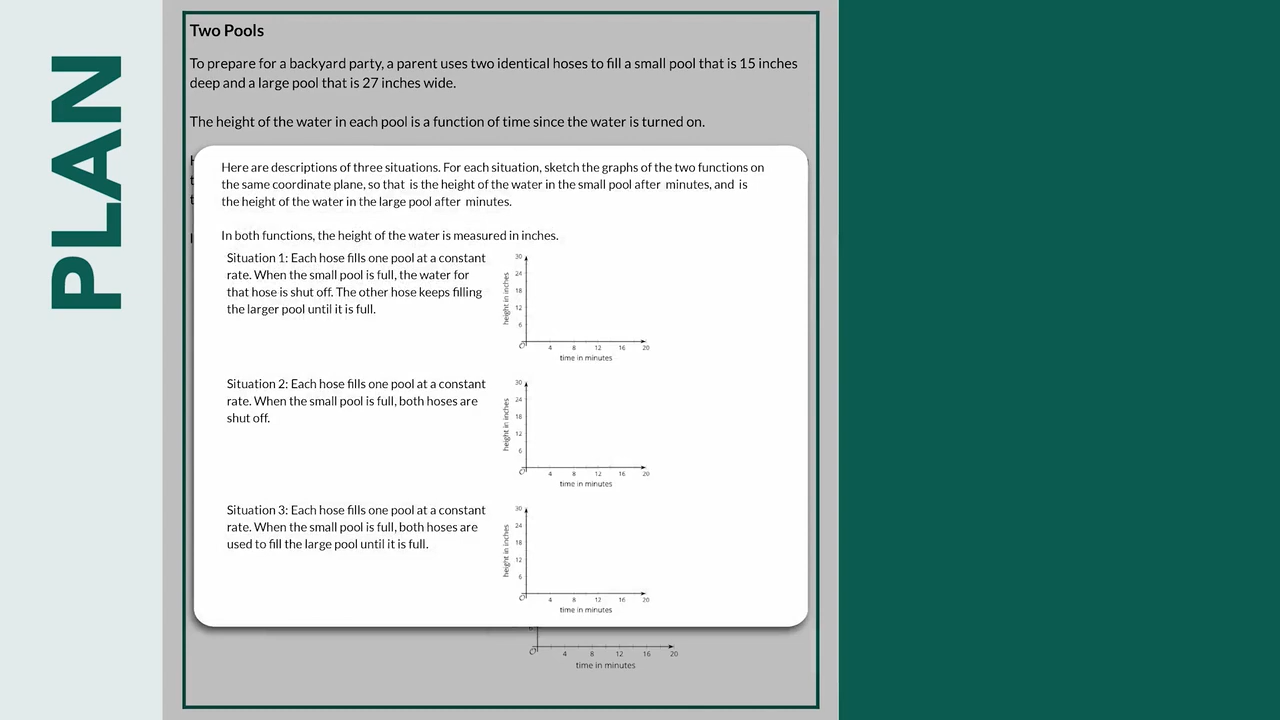 PLAN
Two Pools
To prepare for a backyard party, a parent uses two identical hoses to fill a small pool that is 15 inches
deep and a large pool that is 27 inches wide.
The height of the water in each pool is a function of time since the water is turned on.
Here are descriptions of three situations. For each situation, sketch the graphs of the two functions on
the same coordinate plane, so that is the height of the water in the small pool after minutes, and is
the height of the water in the large pool after minutes.
In both functions, the height of the water is measured in inches.
Situation 1: Each hose fills one pool at a constant
rate. When the small pool is full, the water for
that hose is shut off. The other hose keeps filling
the larger pool until it is full.
height in inches
30
24
18
12
6
O
4 8 12 16 20
time in minutes
Situation 2: Each hose fills one pool at a constant
rate. When the small pool is full, both hoses are
shut off.
height in inches
30
24
18
12
6
O
4 8 12 16 20
time in minutes
Situation 3: Each hose fills one pool at a constant
rate. When the small pool is full, both hoses are
used to fill the large pool until it is full.
height in inches
30
24
18
12
6
O
4 8 12 16 20
time in minutes
O
4 8 12 16 20
time in minutes